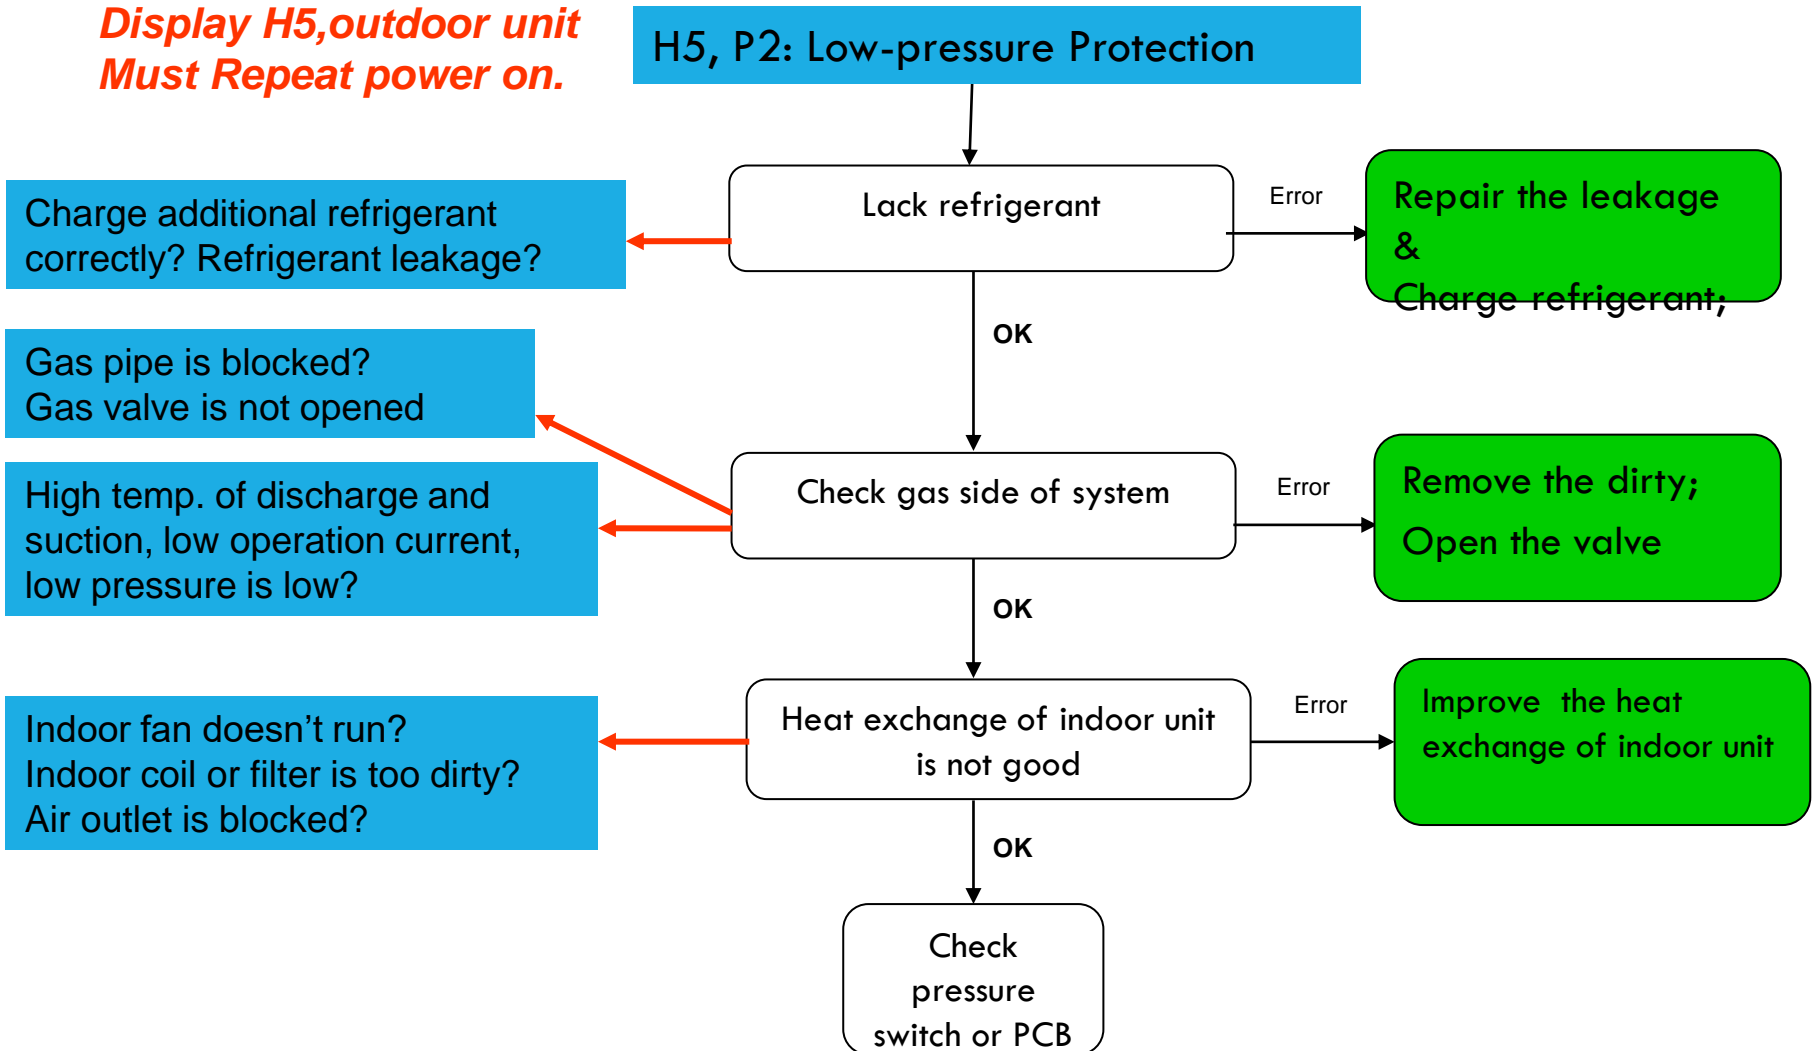 Display H5,outdoor unit
Must Repeat power on.
H5, P2: Low-pressure Protection
Charge additional refrigerant
correctly? Refrigerant leakage?
Lack refrigerant
Error
Repair the leakage
&
Charge refrigerant;
OK
Gas pipe is blocked?
Gas valve is not opened
High temp. of discharge and
suction, low operation current,
low pressure is low?
Check gas side of system
Error
Remove the dirty;
Open the valve
OK
Indoor fan doesn’t run?
Indoor coil or filter is too dirty?
Air outlet is blocked?
Heat exchange of indoor unit
is not good
Error
Improve  the heat
exchange of indoor unit
OK
Check
pressure
switch or PCB